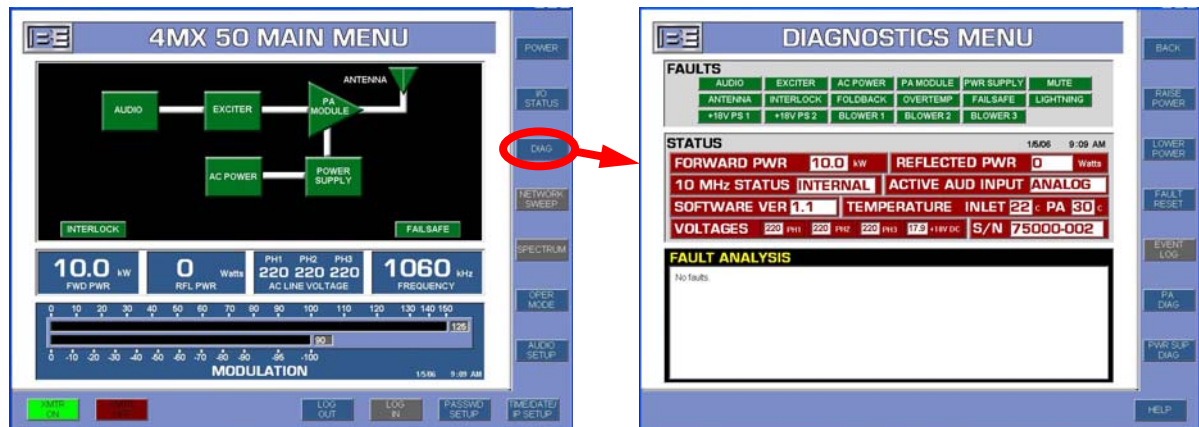 BE 4MX 50 MAIN MENU
POWER
I/O STATUS
DIAG
NETWORK SWEEP
SPECTRUM
OPER MODE
AUDIO SETUP
ANTENNA
AUDIO EXCITER PA MODULE
AC POWER POWER SUPPLY
INTERLOCK FAILSAFE
10.0 kW FWD PWR
0 Watts RFL PWR
PH1 PH2 PH3
220 220 220
AC LINE VOLTAGE
1060 kHz FREQUENCY
0 10 20 30 40 50 60 70 80 90 100 110 120 130 140 150
125
90
0 -10 -20 -30 -40 -50 -60 -70 -80 -90 -95 -100
MODULATION 1/5/06 9:09 AM
XMTR ON
LOG OUT LOG IN PASSWD SETUP TIME/DATE/ IP SETUP
BE DIAGNOSTICS MENU
BACK
RAISE POWER
LOWER POWER
FAULT RESET
EVENT LOG
PA DIAG
PWR SUP DIAG
HELP
FAULTS
AUDIO EXCITER AC POWER PA MODULE PWR SUPPLY MUTE
ANTENNA INTERLOCK FOLDBACK OVERTEMP FAILSAFE LIGHTNING
+18V PS 1 +18V PS 2 BLOWER 1 BLOWER 2 BLOWER 3
STATUS 1/5/06 9:09 AM
FORWARD PWR 10.0 kW REFLECTED PWR 0 Watts
10 MHz STATUS INTERNAL ACTIVE AUD INPUT ANALOG
SOFTWARE VER 1.1 TEMPERATURE INLET 22 C PA 30 C
VOLTAGES 220 PH1 220 PH2 220 PH3 17.9 +18V DC S/N 75000-002
FAULT ANALYSIS
No faults.